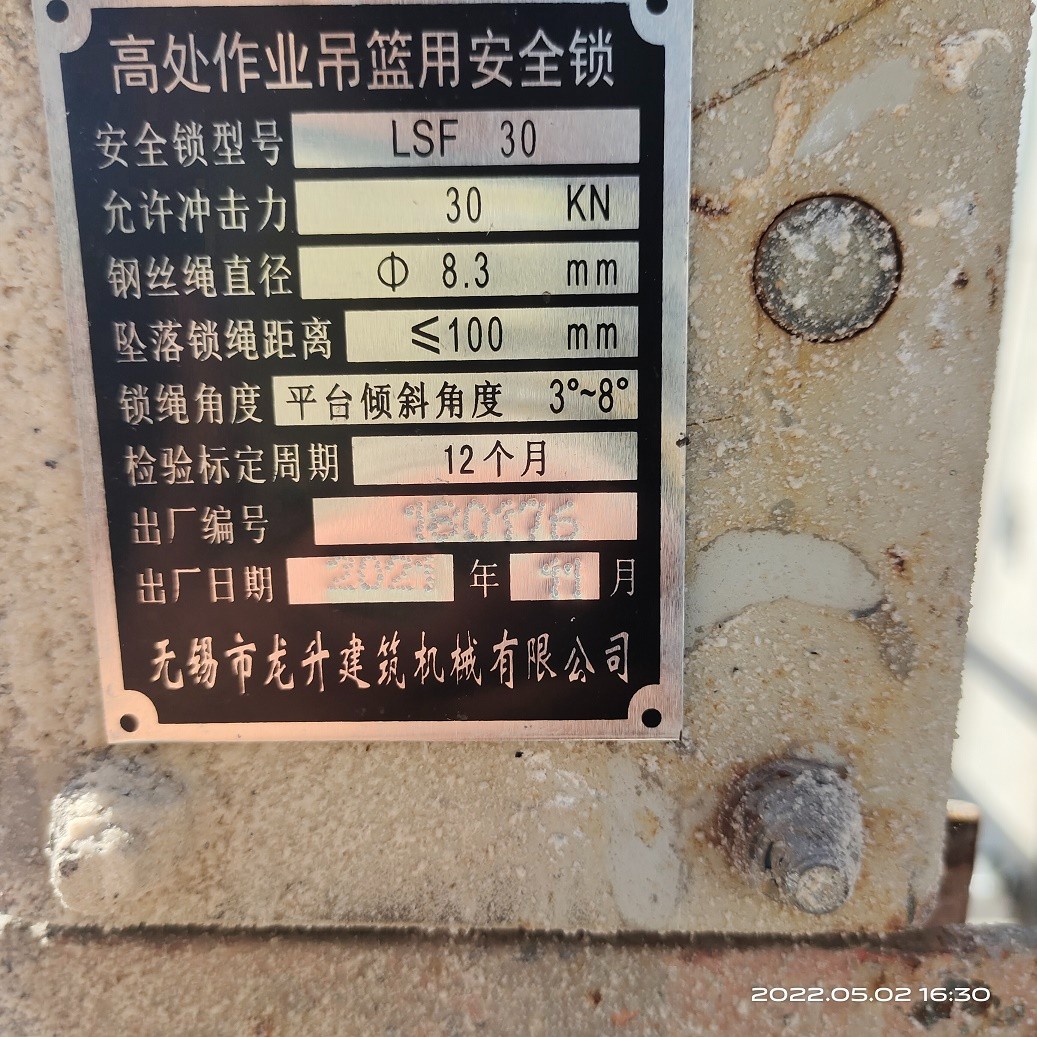 高处作业吊篮用安全锁
安全锁型号 LSF 30
允许冲击力 30 KN
钢丝绳直径 Φ 8.3 mm
坠落锁绳距离 ≤100 mm
锁绳角度 平台倾斜角度 3°~8°
检验标定周期 12个月
出厂编号 180776
出厂日期 2021 年 11 月
无锡市龙升建筑机械有限公司
2022.05.02 16:30